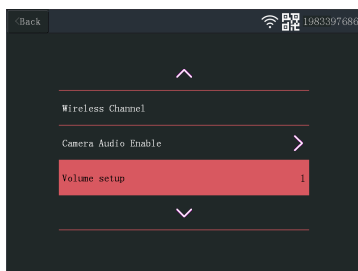 <Back
1983397686
Wireless Channel
Camera Audio Enable
Volume setup 1